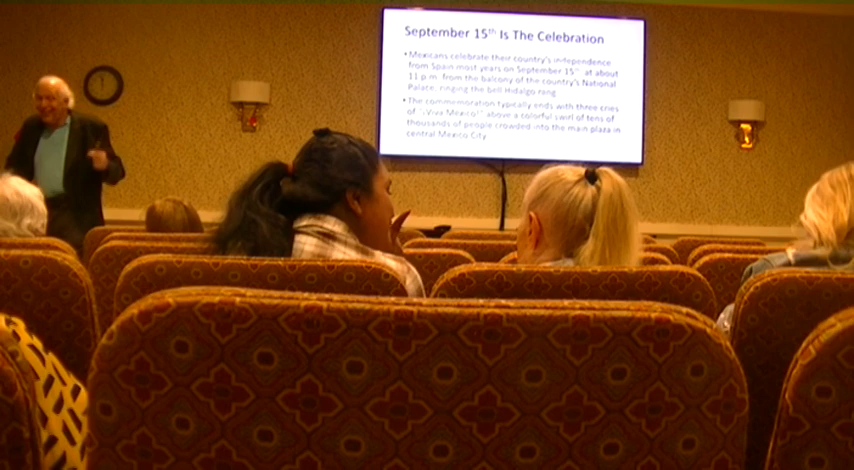 September 15th Is The Celebration
• Mexicans celebrate their country's independence
from Spain most years on September 15th at about
11 p.m. from the balcony of the country's National
Palace, ringing the bell Hidalgo rang.
• The commemoration typically ends with three cries
of "¡Viva Mexico!" above a colorful swirl of tens of
thousands of people crowded into the main plaza in
central Mexico City